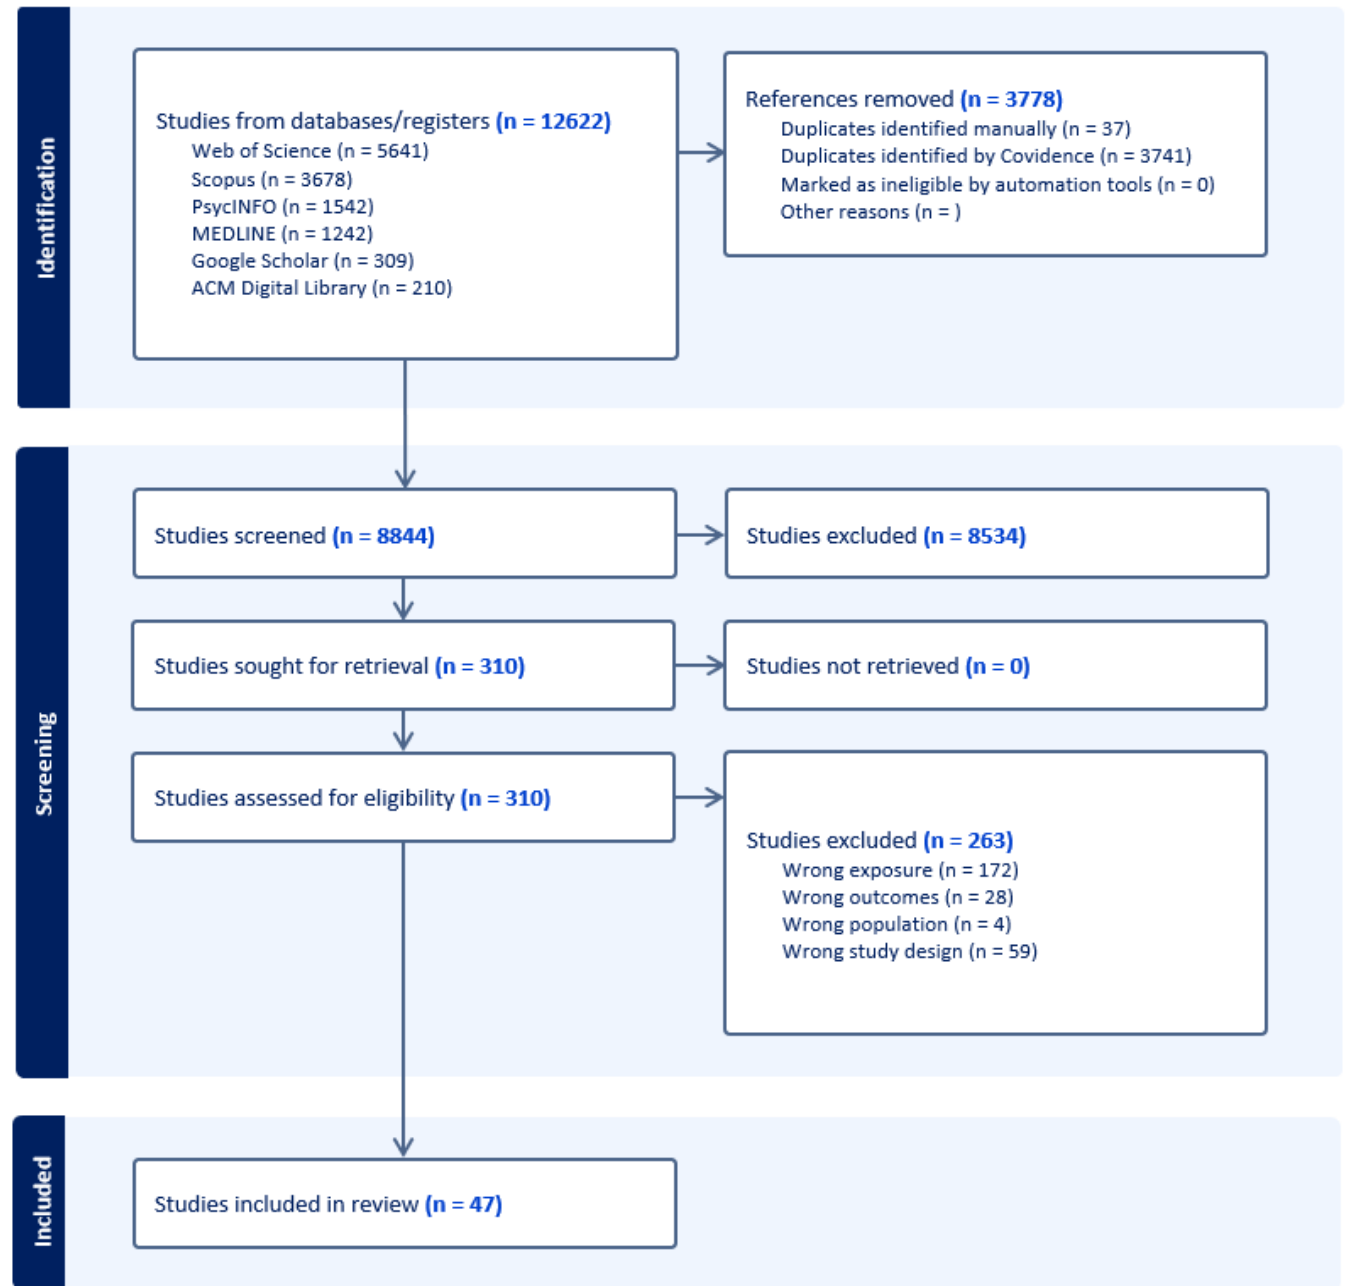 Identification
Studies from databases/registers (n = 12622)
Web of Science (n = 5641)
Scopus (n = 3678)
PsycINFO (n = 1542)
MEDLINE (n = 1242)
Google Scholar (n = 309)
ACM Digital Library (n = 210)
References removed (n = 3778)
Duplicates identified manually (n = 37)
Duplicates identified by Covidence (n = 3741)
Marked as ineligible by automation tools (n = 0)
Other reasons (n = )
Screening
Studies screened (n = 8844)
Studies excluded (n = 8534)
Studies sought for retrieval (n = 310)
Studies not retrieved (n = 0)
Studies assessed for eligibility (n = 310)
Studies excluded (n = 263)
Wrong exposure (n = 172)
Wrong outcomes (n = 28)
Wrong population (n = 4)
Wrong study design (n = 59)
Included
Studies included in review (n = 47)